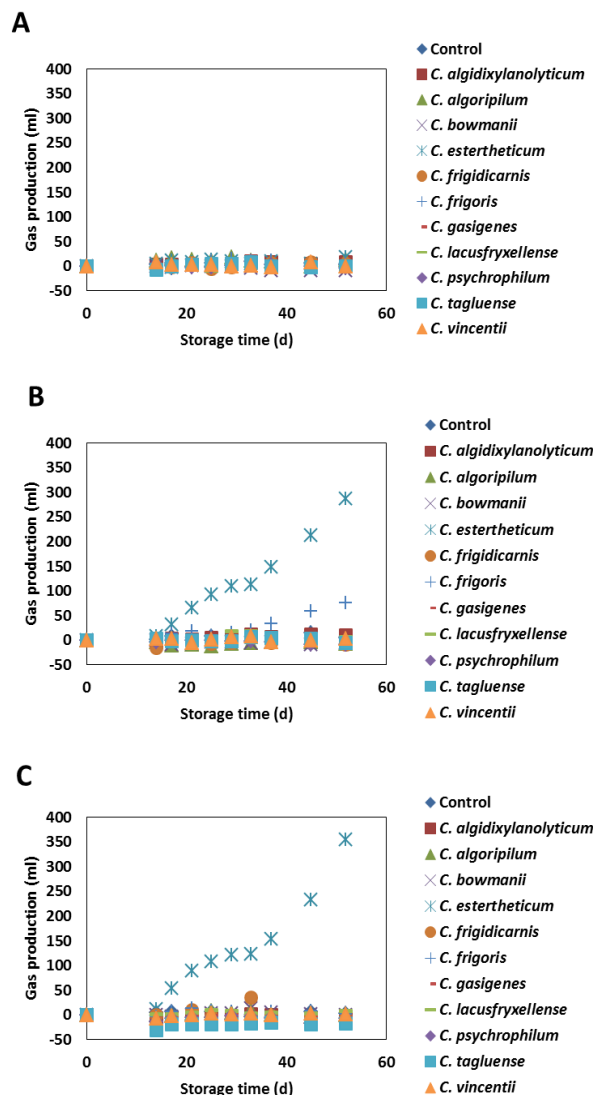 A
Gas production (ml)
400
350
300
250
200
150
100
50
0
-50
0
20
40
60
Storage time (d)
Control
C. algidixylanolyticum
C. algoripilum
C. bowmanii
C. estertheticum
C. frigidicarnis
C. frigoris
C. gasigenes
C. lacusfryxellense
C. psychrophilum
C. tagluense
C. vincentii
B
Gas production (ml)
400
350
300
250
200
150
100
50
0
-50
0
20
40
60
Storage time (d)
Control
C. algidixylanolyticum
C. algoripilum
C. bowmanii
C. estertheticum
C. frigidicarnis
C. frigoris
C. gasigenes
C. lacusfryxellense
C. psychrophilum
C. tagluense
C. vincentii
C
Gas production (ml)
400
350
300
250
200
150
100
50
0
-50
0
20
40
60
Storage time (d)
Control
C. algidixylanolyticum
C. algoripilum
C. bowmanii
C. estertheticum
C. frigidicarnis
C. frigoris
C. gasigenes
C. lacusfryxellense
C. psychrophilum
C. tagluense
C. vincentii